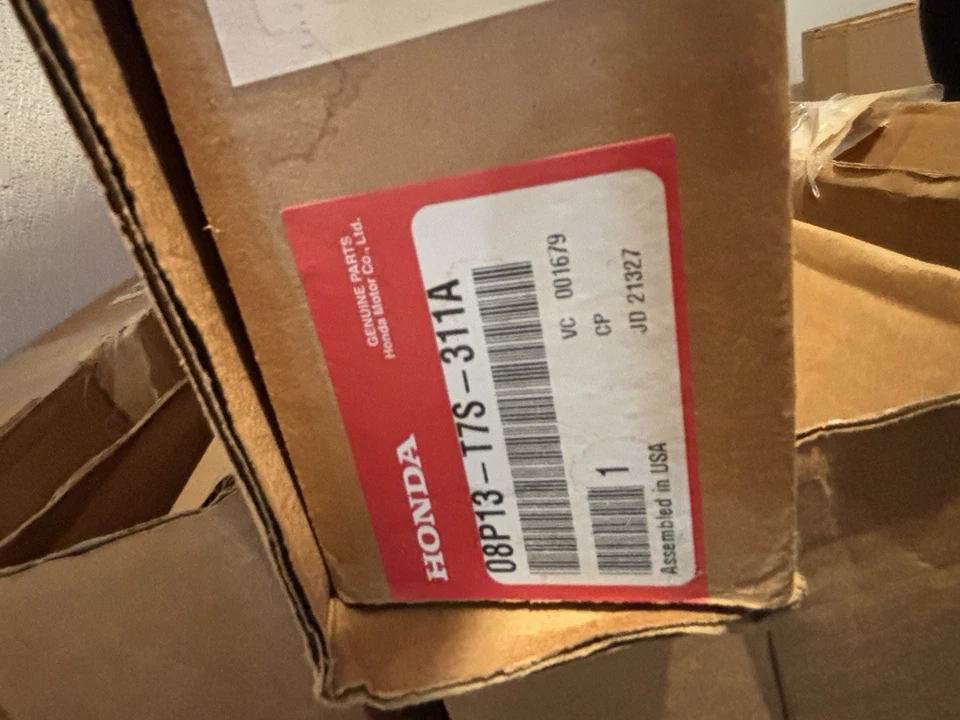 HONDA
GENUINE PARTS
Honda Motor Co., Ltd.
08P13-T7S-311A
VC 001679
CP
1
JD 21327
Assembled in USA